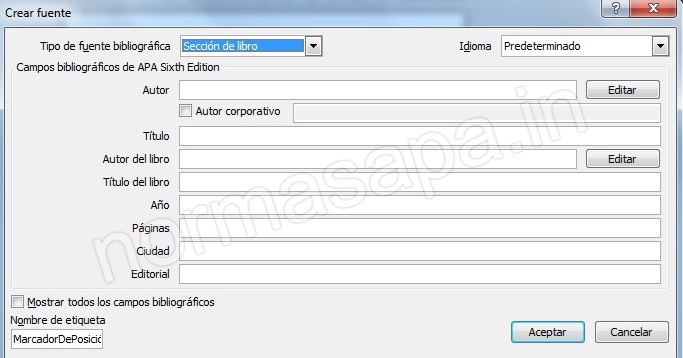 Crear fuente
Tipo de fuente bibliográfica Sección de libro Idioma Predeterminado
Campos bibliográficos de APA Sixth Edition
Autor Editar
Autor corporativo
Título
Autor del libro Editar
Título del libro
Año
Páginas
Ciudad
Editorial
Mostrar todos los campos bibliográficos
Nombre de etiqueta
MarcadorDePosició
Aceptar Cancelar
normasapa.in